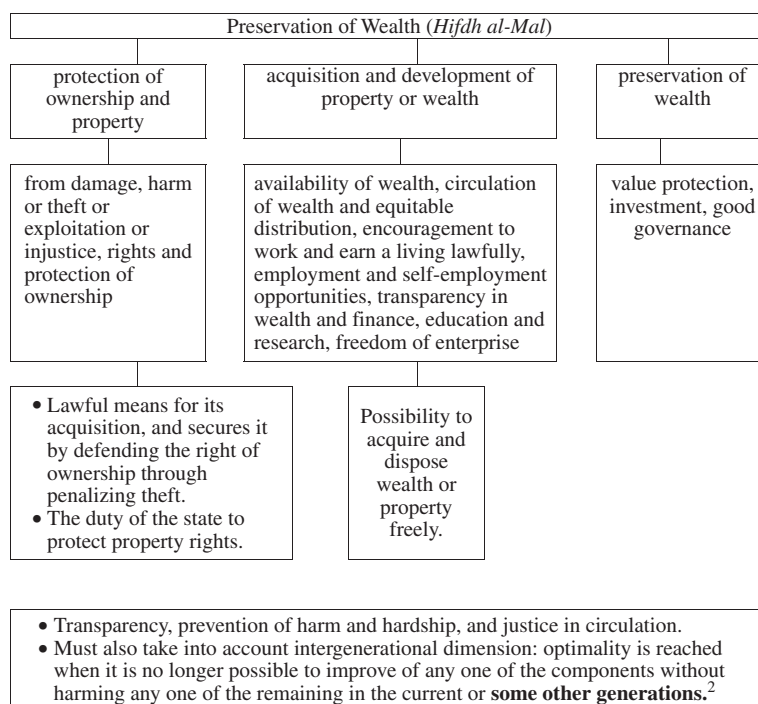 Preservation of Wealth (Hifdh al-Mal)
protection of
ownership and
property
acquisition and development of
property or wealth
preservation of
wealth
from damage, harm
or theft or
exploitation or
injustice, rights and
protection of
ownership
availability of wealth, circulation
of wealth and equitable
distribution, encouragement to
work and earn a living lawfully,
employment and self-employment
opportunities, transparency in
wealth and finance, education and
research, freedom of enterprise
value protection,
investment, good
governance
• Lawful means for its
acquisition, and secures it
by defending the right of
ownership through
penalizing theft.
• The duty of the state to
protect property rights.
Possibility to
acquire and
dispose
wealth or
property
freely.
• Transparency, prevention of harm and hardship, and justice in circulation.
• Must also take into account intergenerational dimension: optimality is reached
when it is no longer possible to improve of any one of the components without
harming any one of the remaining in the current or some other generations.2